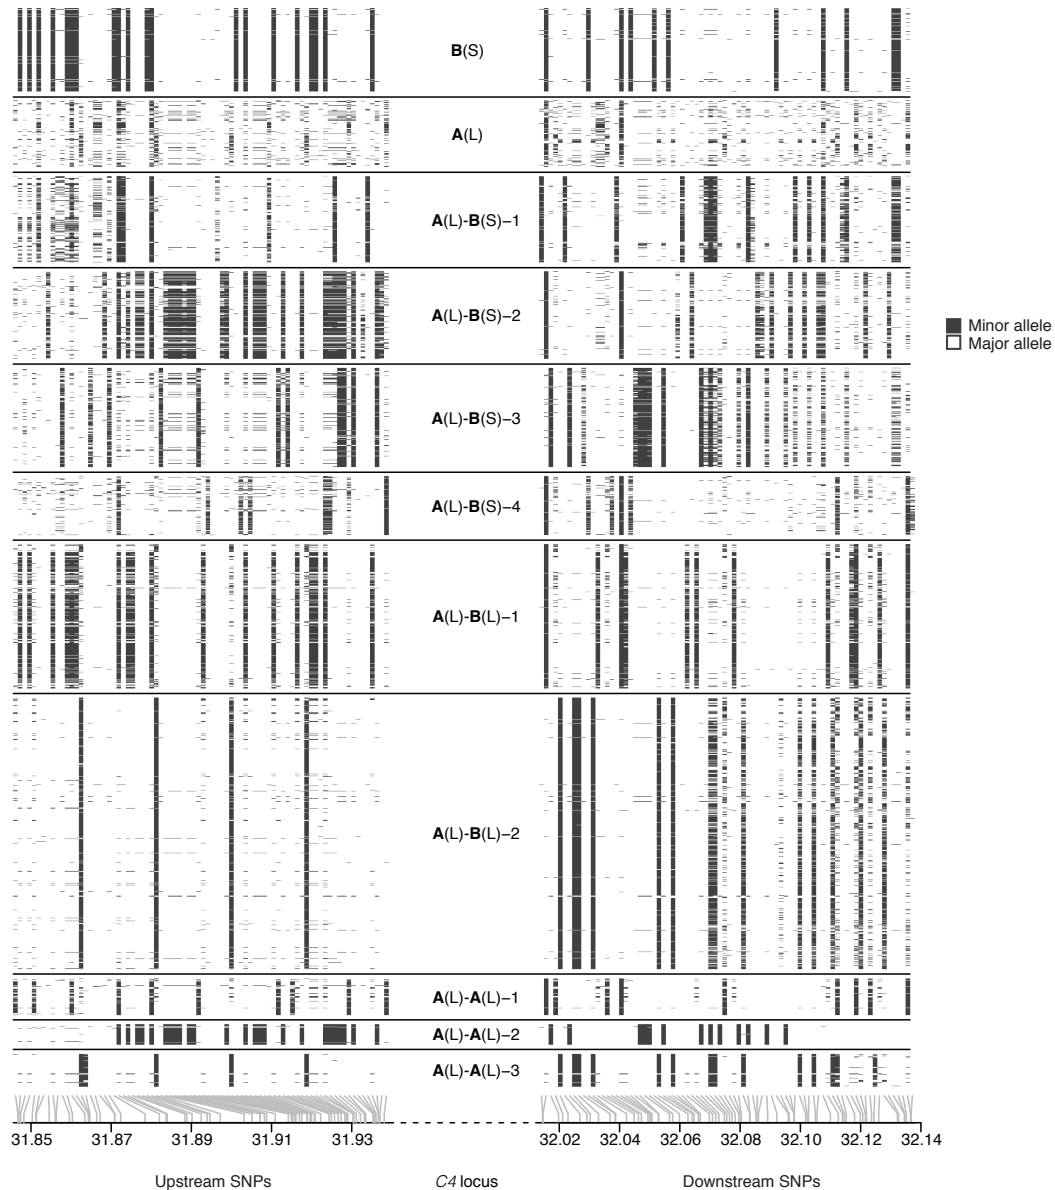 B(S)
A(L)
A(L)-B(S)−1
A(L)-B(S)−2
Minor allele
Major allele
A(L)-B(S)−3
A(L)-B(S)−4
A(L)-B(L)−1
A(L)-B(L)−2
A(L)-A(L)−1
A(L)-A(L)−2
A(L)-A(L)−3
31.85 31.87 31.89 31.91 31.93 32.02 32.04 32.06 32.08 32.10 32.12 32.14
Upstream SNPs C4 locus Downstream SNPs